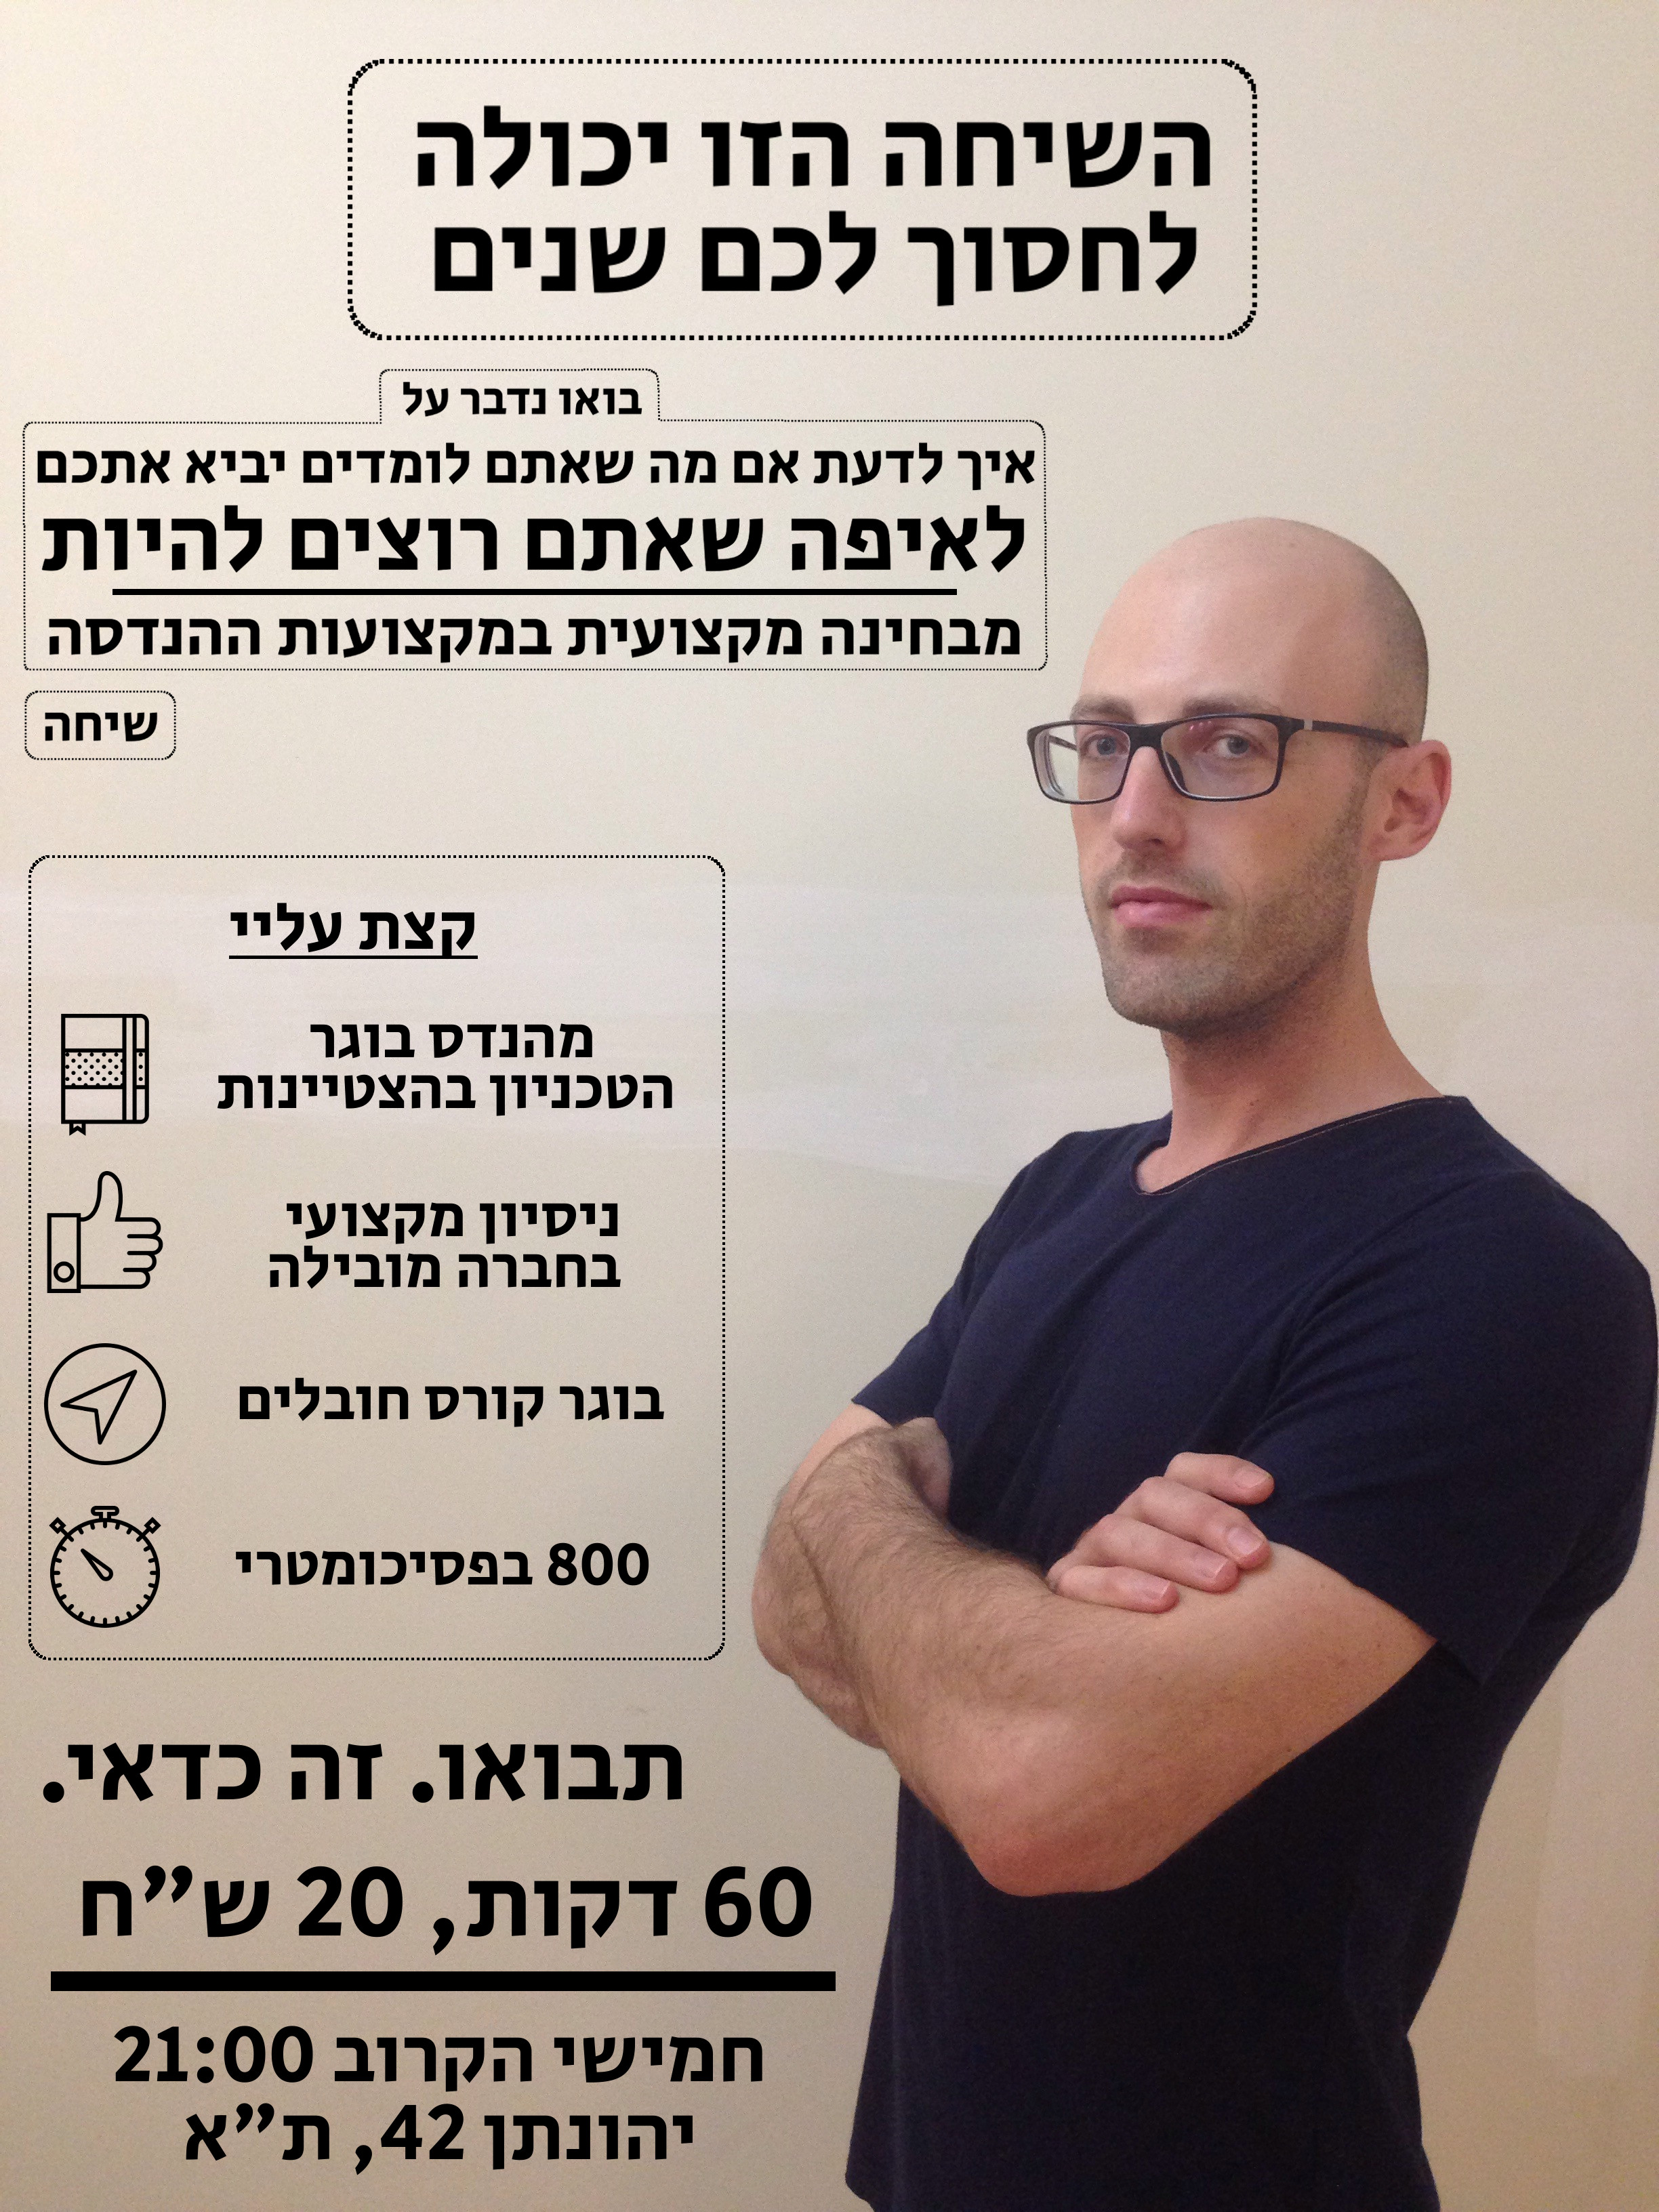 השיחה הזו יכולה
לחסוך לכם שנים
בואו נדבר על
איך לדעת אם מה שאתם לומדים יביא אתכם
לאיפה שאתם רוצים להיות
מבחינה מקצועית במקצועות ההנדסה
שיחה
קצת עליי
מהנדס בוגר
הטכניון בהצטיינות
ניסיון מקצועי
בחברה מובילה
בוגר קורס חובלים
800 בפסיכומטרי
תבואו. זה כדאי.
60 דקות, 20 ש”ח
חמישי הקרוב 21:00
יהונתן 42, ת”א